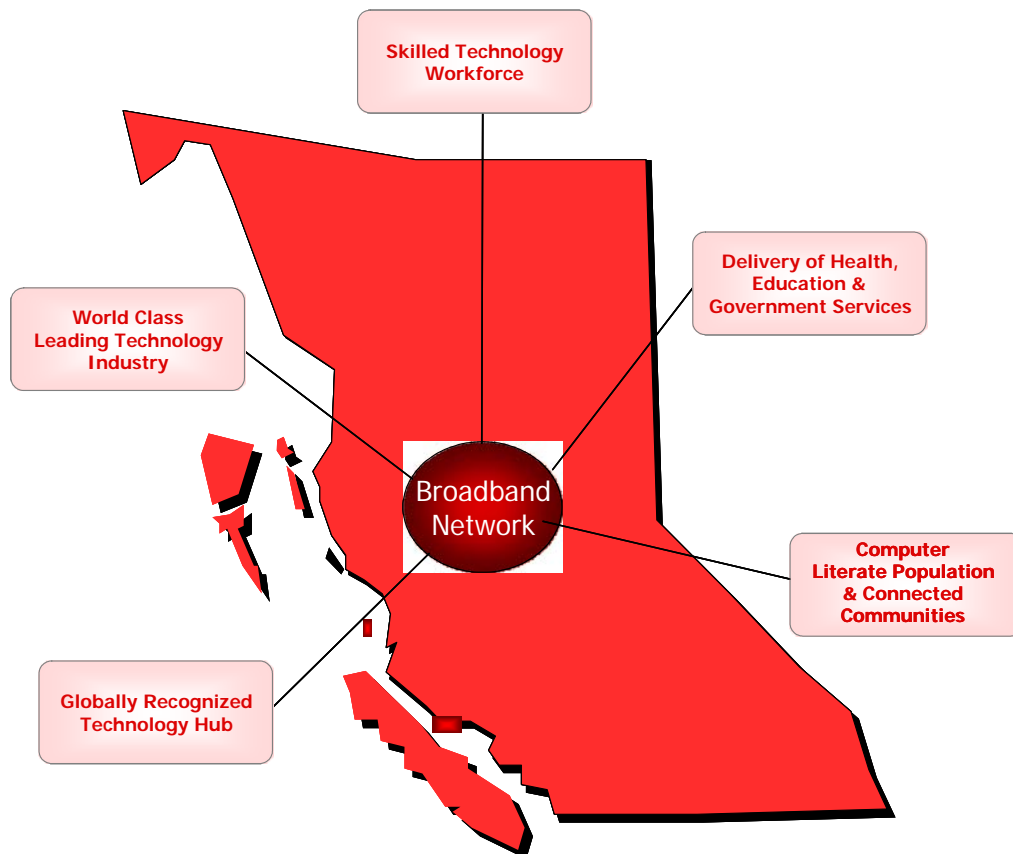 Skilled Technology
Workforce
Delivery of Health,
Education &
Government Services
World Class
Leading Technology
Industry
Broadband
Network
Computer
Literate Population
& Connected
Communities
Globally Recognized
Technology Hub